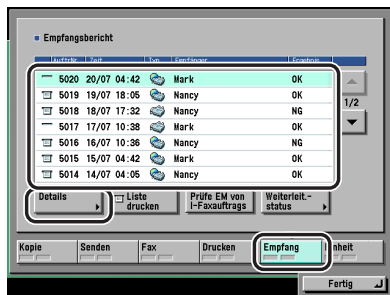 Empfangsbericht
AuftrNr. Zeit Typ Empfänger Ergebnis
5020 20/07 04:42 Mark OK
5019 19/07 18:05 Nancy OK
5018 18/07 17:32 Nancy NG
5017 17/07 10:38 Mark OK
5016 16/07 10:36 Nancy NG
5015 15/07 04:42 Mark OK
5014 14/07 04:05 Nancy OK
1/2
Details Liste drucken Prüfe EM von I-Faxauftrags Weiterleit.-status
Kopie Senden Fax Drucken Empfang inheit
Fertig